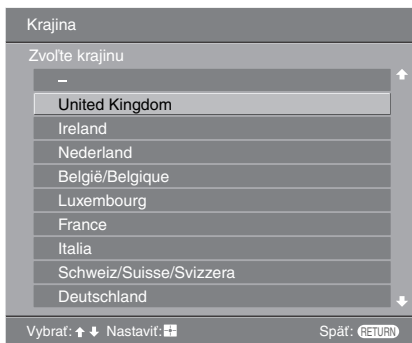 Krajina
Zvoľte krajinu
–
United Kingdom
Ireland
Nederland
België/Belgique
Luxembourg
France
Italia
Schweiz/Suisse/Svizzera
Deutschland
Vybrať: Nastaviť: Späť: RETURN